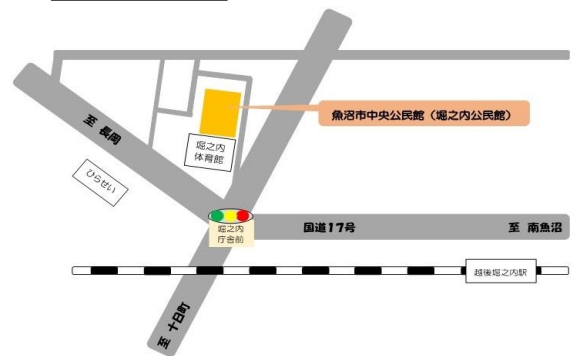 魚沼市中央公民館（堀之内公民館）
至 長岡
堀之内
体育館
ひらせい
堀之内
庁舎前
国道17号
至 南魚沼
越後堀之内駅
至 十日町